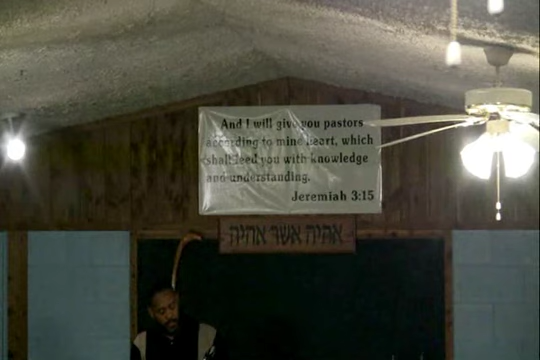 And I will give you pastors
according to mine heart, which
shall feed you with knowledge
and understanding.
Jeremiah 3:15
אהיה אשר אהיה